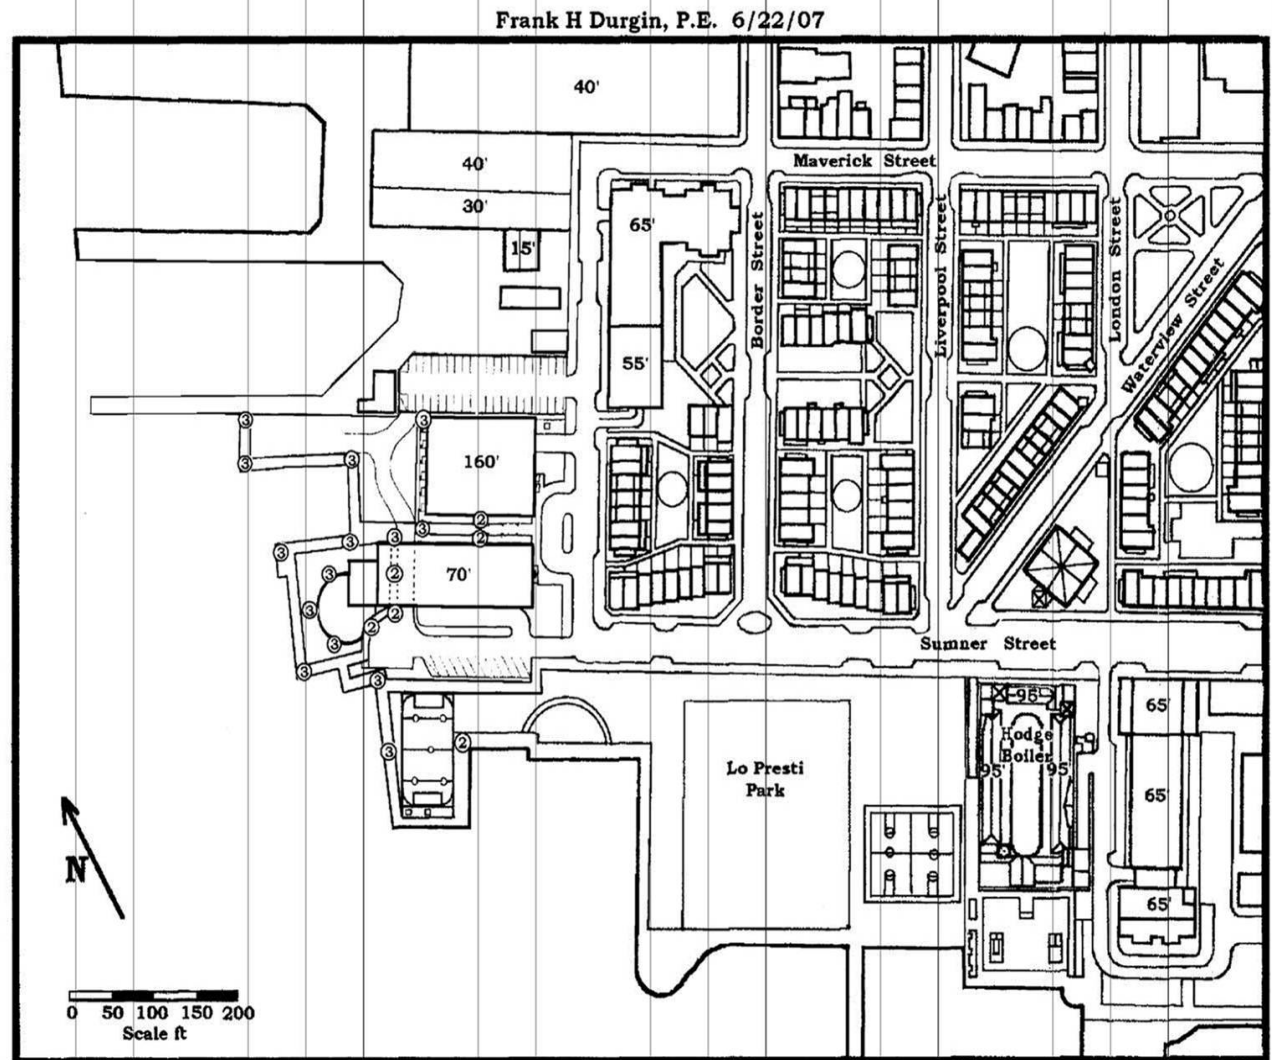 Frank H Durgin, P.E. 6/22/07
40'
Maverick Street
40'
30'
15'
65'
55'
Border Street
Liverpool Street
London Street
Waterview Street
3
3
160'
3
3
2
3
3
2
3
3
70'
3
2
3
2
2
3
Sumner Street
3
3
2
3
95'
Hodge
Boiler
95'
95'
65'
65'
65'
Lo Presti
Park
N
0 50 100 150 200
Scale ft